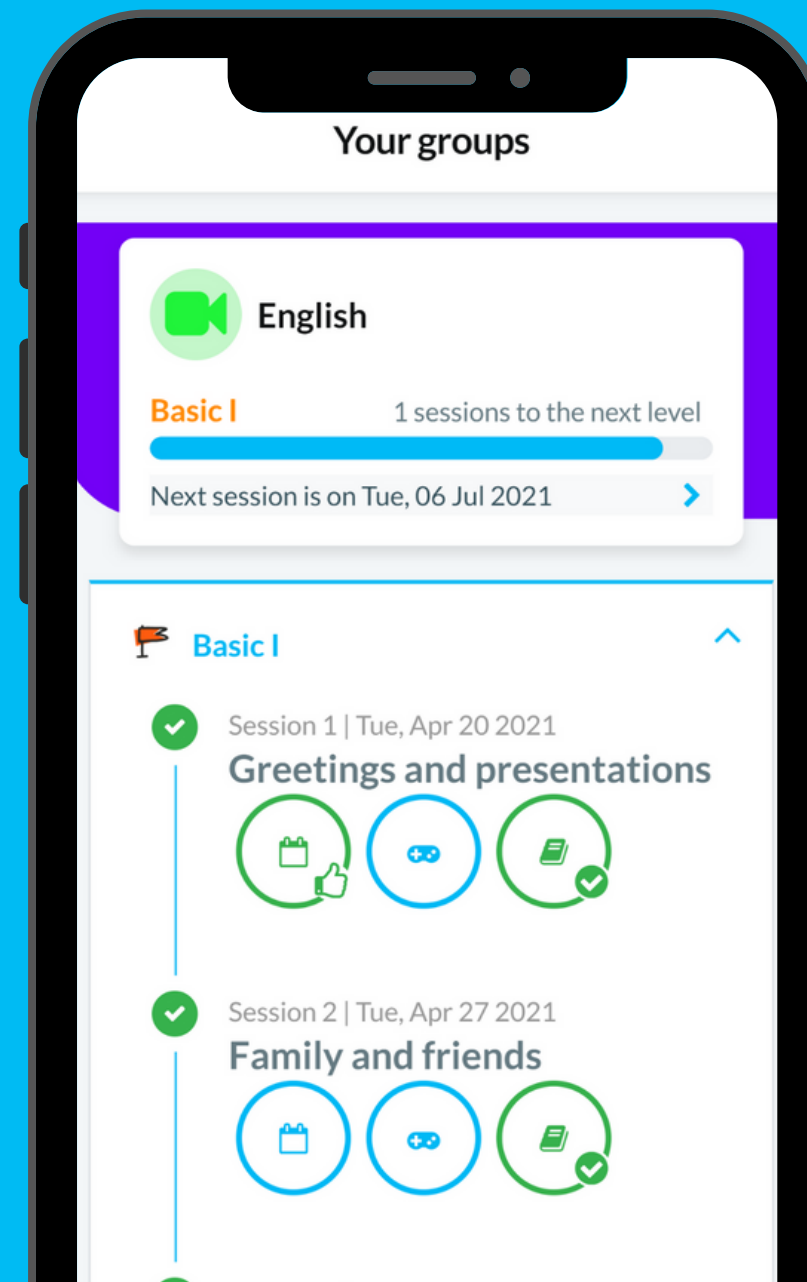 Your groups
English
Basic I
1 sessions to the next level
Next session is on Tue, 06 Jul 2021
Basic I
Session 1 | Tue, Apr 20 2021
Greetings and presentations
Session 2 | Tue, Apr 27 2021
Family and friends